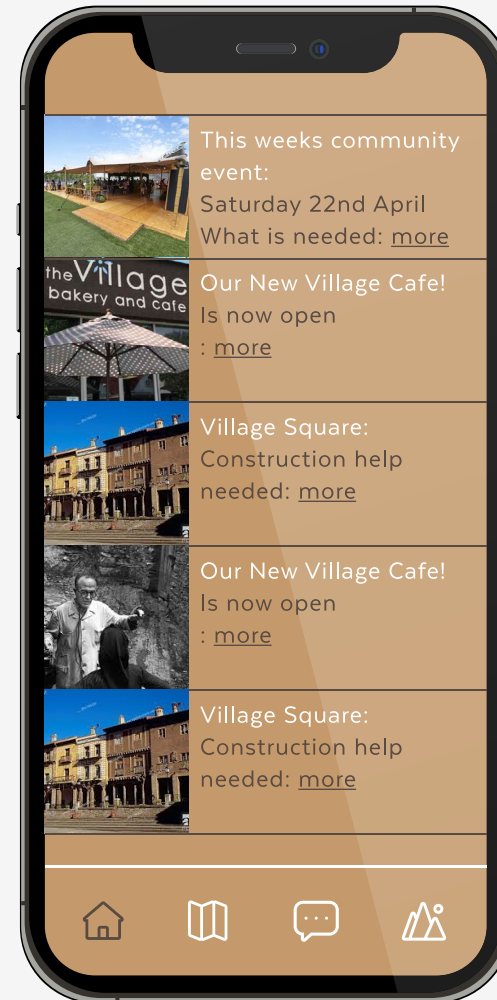 This weeks community
event:
Saturday 22nd April
What is needed: more
the Village
bakery and cafe
Our New Village Cafe!
Is now open
: more
Village Square:
Construction help
needed: more
Our New Village Cafe!
Is now open
: more
Village Square:
Construction help
needed: more